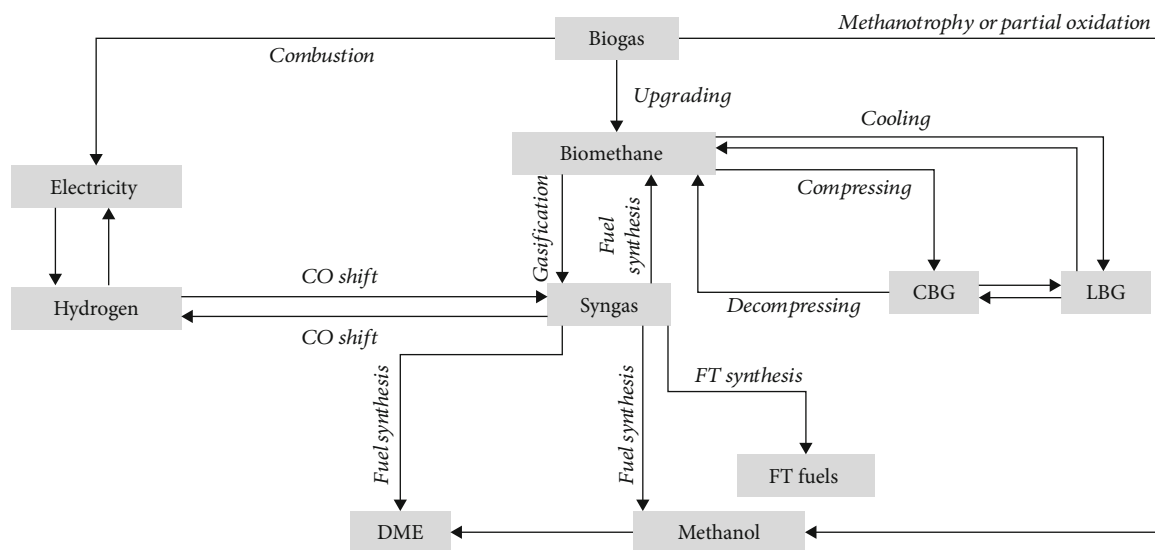 Methanotrophy or partial oxidation
Biogas
Combustion
Upgrading
Cooling
Biomethane
Electricity
Compressing
Gasification
Fuel
synthesis
CO shift
Hydrogen
Syngas
Decompressing
CBG
LBG
CO shift
Fuel synthesis
Fuel synthesis
FT synthesis
FT fuels
DME
Methanol